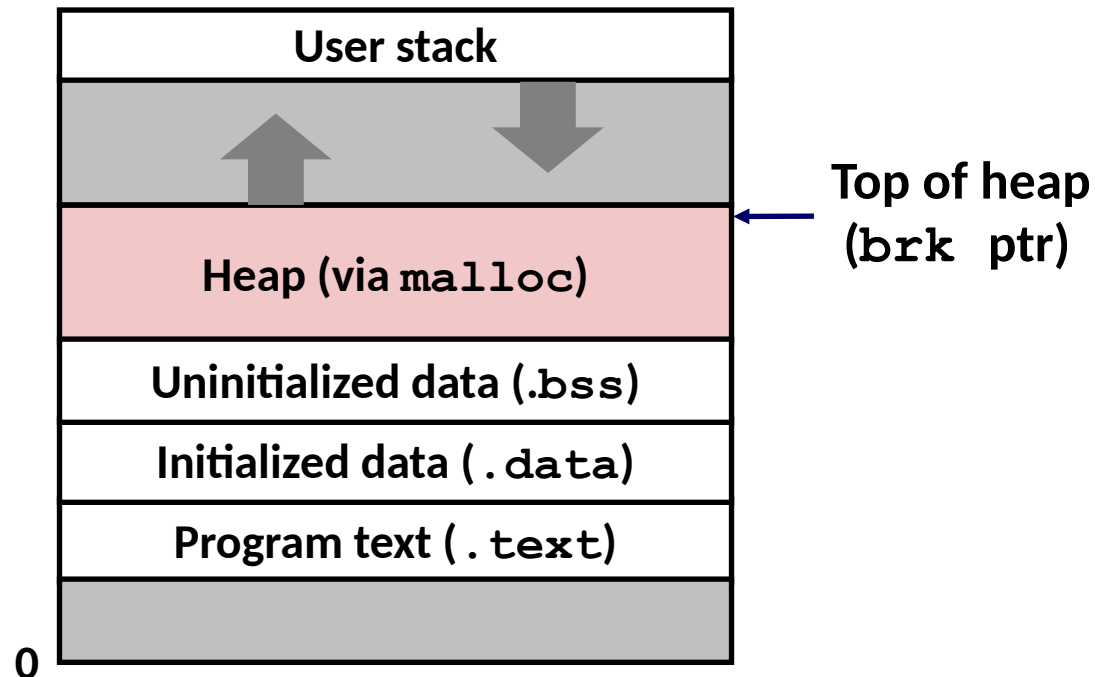 User stack
Top of heap
(brk ptr)
Heap (via malloc)
Uninitialized data (.bss)
Initialized data (.data)
Program text (.text)
0